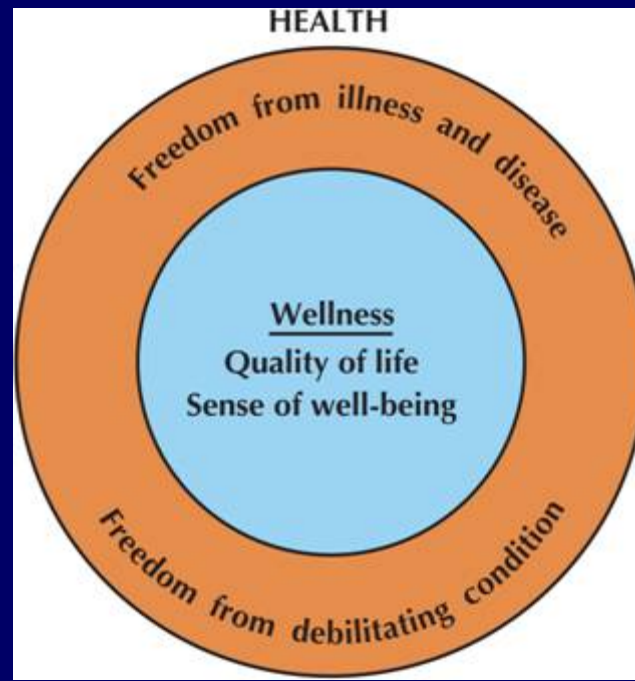 HEALTH
Freedom from illness and disease
Wellness
Quality of life
Sense of well-being
Freedom from debilitating condition